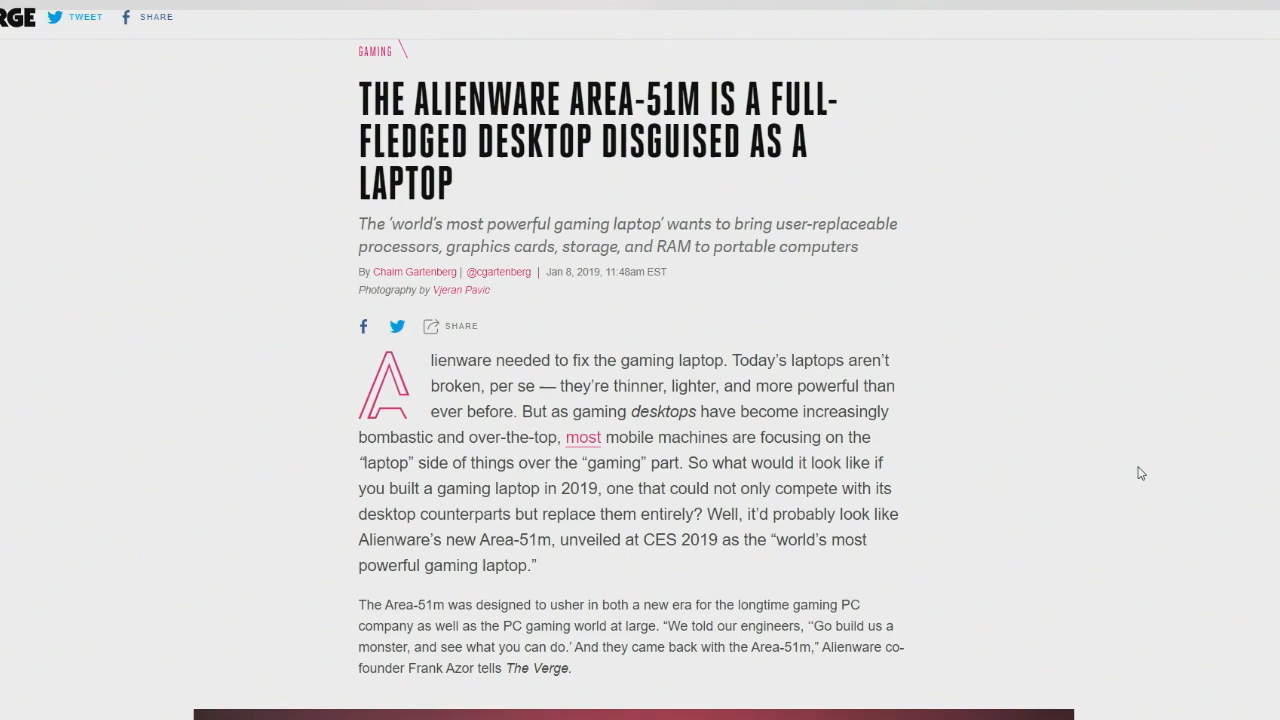 RGE TWEET SHARE
GAMING
THE ALIENWARE AREA-51M IS A FULL-
FLEDGED DESKTOP DISGUISED AS A
LAPTOP
The ‘world’s most powerful gaming laptop’ wants to bring user-replaceable
processors, graphics cards, storage, and RAM to portable computers
By Chaim Gartenberg | @cgartenberg | Jan 8, 2019, 11:48am EST
Photography by Vjeran Pavic
SHARE
Alienware needed to fix the gaming laptop. Today’s laptops aren’t
broken, per se — they’re thinner, lighter, and more powerful than
ever before. But as gaming desktops have become increasingly
bombastic and over-the-top, most mobile machines are focusing on the
“laptop” side of things over the “gaming” part. So what would it look like if
you built a gaming laptop in 2019, one that could not only compete with its
desktop counterparts but replace them entirely? Well, it’d probably look like
Alienware’s new Area-51m, unveiled at CES 2019 as the “world’s most
powerful gaming laptop.”
The Area-51m was designed to usher in both a new era for the longtime gaming PC
company as well as the PC gaming world at large. “We told our engineers, “Go build us a
monster, and see what you can do.’ And they came back with the Area-51m,” Alienware co-
founder Frank Azor tells The Verge.